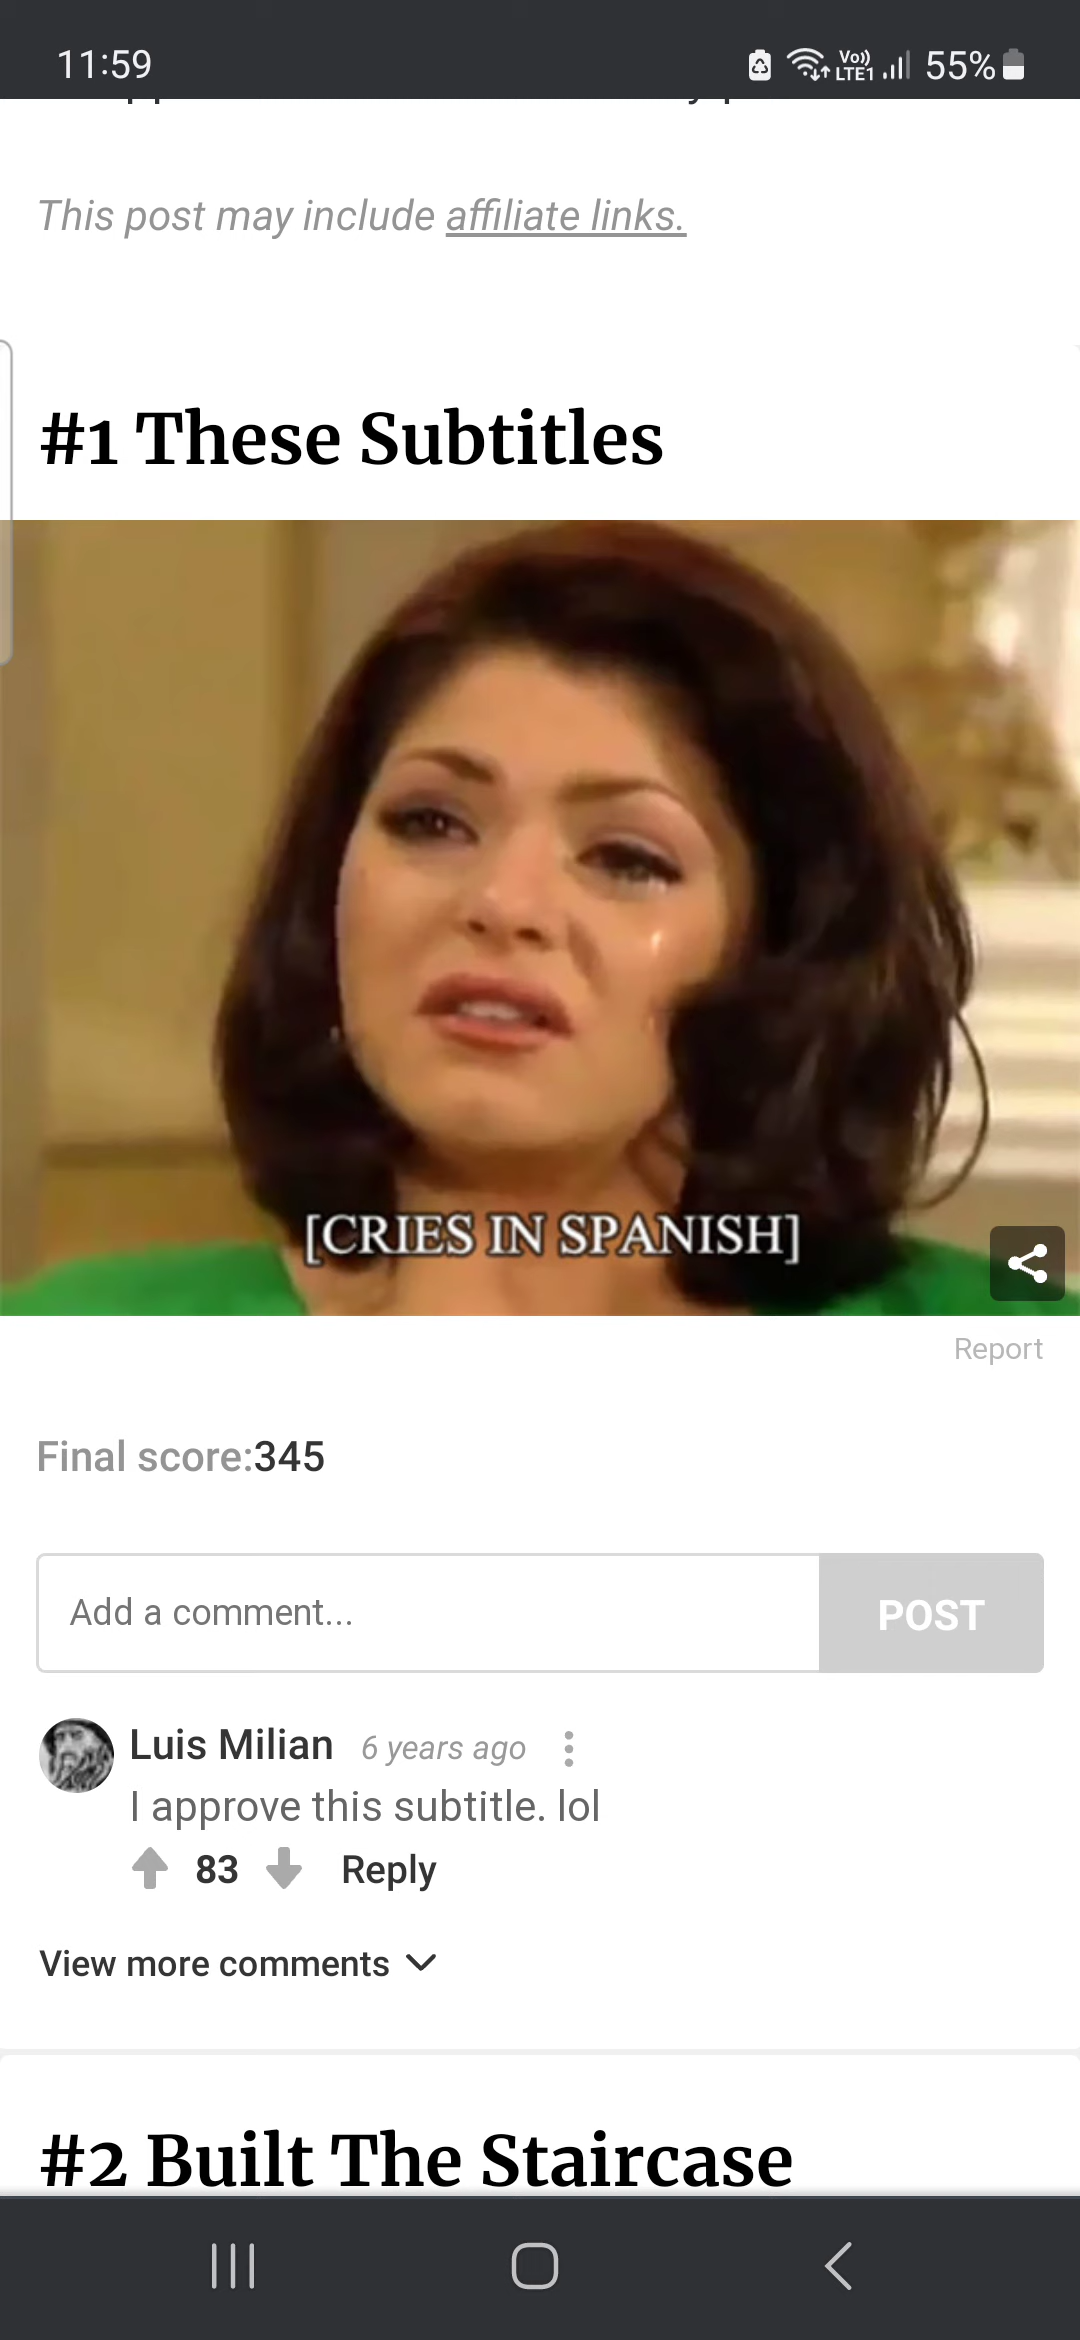 11:59
Vo)) LTE1 55%
This post may include affiliate links.
#1 These Subtitles
[CRIES IN SPANISH]
Report
Final score:345
Add a comment...
POST
Luis Milian 6 years ago
I approve this subtitle. lol
83 Reply
View more comments
#2 Built The Staircase